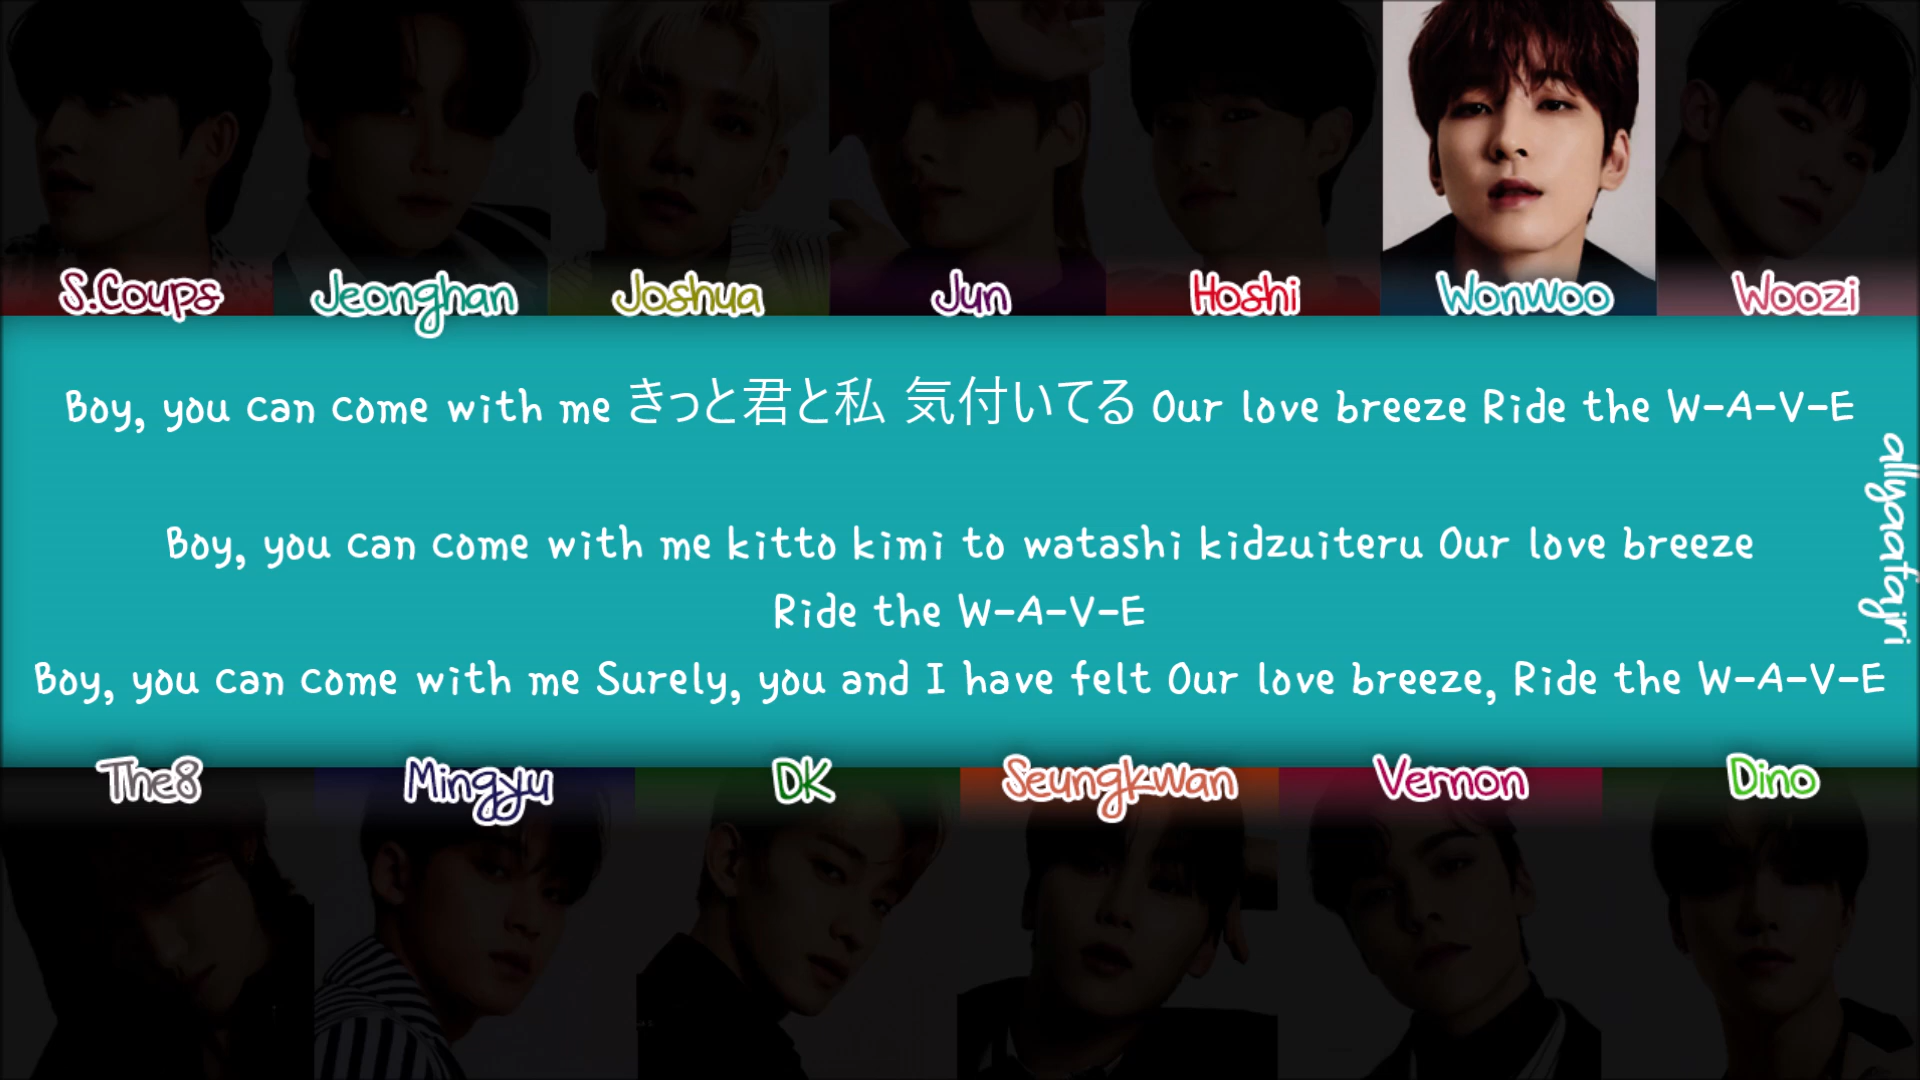 S.Coups Jeonghan Joshua Jun Hoshi Wonwoo Woozi
Boy, you can come with me きっと君と私 気付いてる Our love breeze Ride the W-A-V-E
Boy, you can come with me kitto kimi to watashi kidzuiteru Our love breeze
Ride the W-A-V-E
Boy, you can come with me Surely, you and I have felt Our love breeze, Ride the W-A-V-E
allyaatajiri
The8 Mingyu DK Seungkwan Vernon Dino